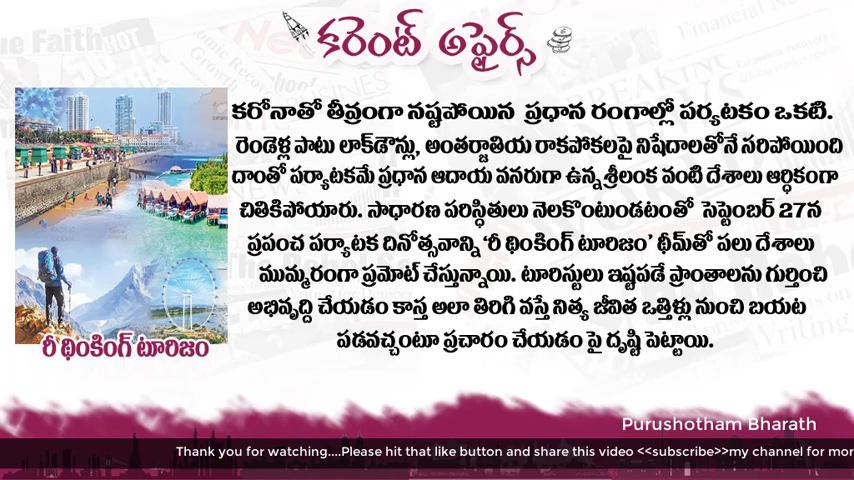 కరెంట్ అఫైర్స్
కరోనాతో తీవ్రంగా నష్టపోయిన ప్రధాన రంగాల్లో పర్యటకం ఒకటి.
రెండెళ్ల పాటు లాక్‌డౌన్లు, అంతర్జాతియ రాకపోకలపై నిషేదాలతోనే సరిపోయింది
దాంతో పర్యాటకమే ప్రధాన ఆదాయ వనరుగా ఉన్న శ్రీలంక వంటి దేశాలు ఆర్ధికంగా
చితికిపోయారు. సాధారణ పరిస్ధితులు నెలకొంటుండటంతో సెప్టెంబర్ 27న
ప్రపంచ పర్యాటక దినోత్సవాన్ని 'రీ థింకింగ్ టూరిజం' థీమ్‌తో పలు దేశాలు
ముమ్మరంగా ప్రమోట్ చేస్తున్నాయి. టూరిస్టులు ఇష్టపడే ప్రాంతాలను గుర్తించి
అభివృద్ది చేయడం కాస్త అలా తిరిగి వస్తే నిత్య జీవిత ఒత్తిళ్లు నుంచి బయట
పడవచ్చంటూ ప్రచారం చేయడం పై దృష్టి పెట్టాయి.
రీ థింకింగ్ టూరిజం
Purushotham Bharath
Thank you for watching....Please hit that like button and share this video <<subscribe>>my channel for mor